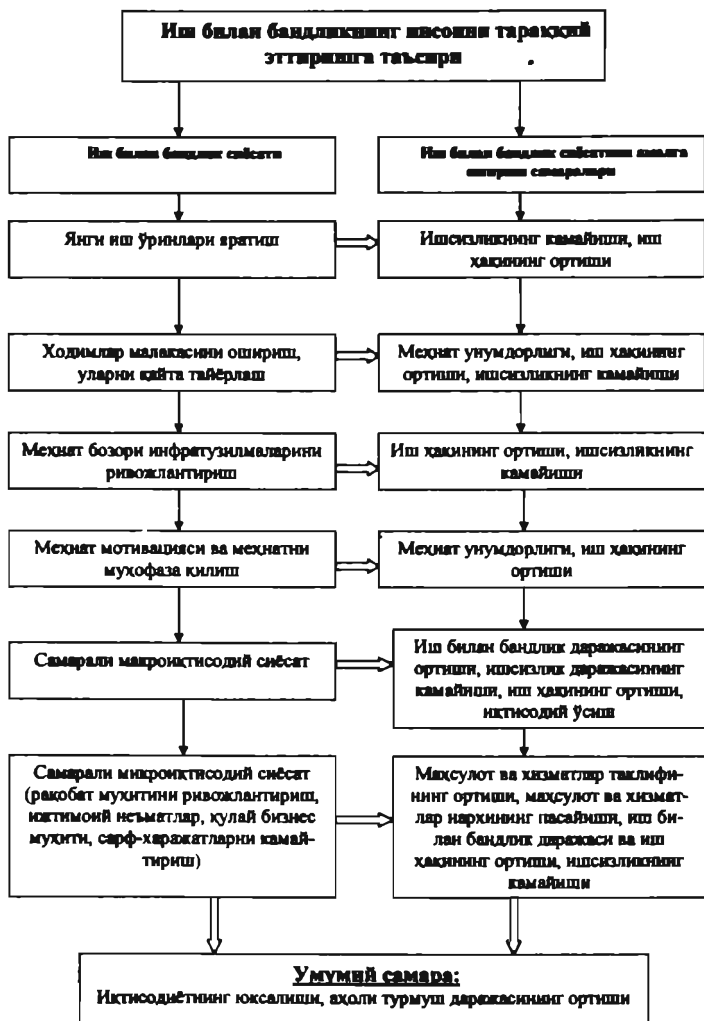 Иш билан бандликнинг инсонни тараққий
эттиришга таъсири
Иш билан бандлик сиёсати
Иш билан бандлик сиёсатини амалга
ошириш самаралари
Янги иш ўринлари яратиш
Ишсизликнинг камайиши, иш
ҳақининг ортиши
Ходимлар малакасини ошириш,
уларни қайта тайёрлаш
Меҳнат унумдорлиги, иш ҳақининг
ортиши, ишсизликнинг камайиши
Меҳнат бозори инфратузилмаларини
ривожлантириш
Иш ҳақининг ортиши, ишсизликнинг
камайиши
Меҳнат мотивацияси ва меҳнатни
муҳофаза қилиш
Меҳнат унумдорлиги, иш ҳақининг
ортиши
Самарали макроиқтисодий сиёсат
Иш билан бандлик даражасининг
ортиши, ишсизлик даражасининг
камайиши, иш ҳақининг ортиши,
иқтисодий ўсиш
Самарали микроиқтисодий сиёсат
(рақобат муҳитини ривожлантириш,
ижтимоий неъматлар, қулай бизнес
муҳити, сарф-харажатларни камай-
тириш)
Маҳсулот ва хизматлар таклифи-
нинг ортиши, маҳсулот ва хизмат-
лар нархининг пасайиши, иш би-
лан бандлик даражаси ва иш
ҳақининг ортиши, ишсизликнинг
камайиши
Умумий самара:
Иқтисодиётнинг юксалиши, аҳоли турмуш даражасининг ортиши